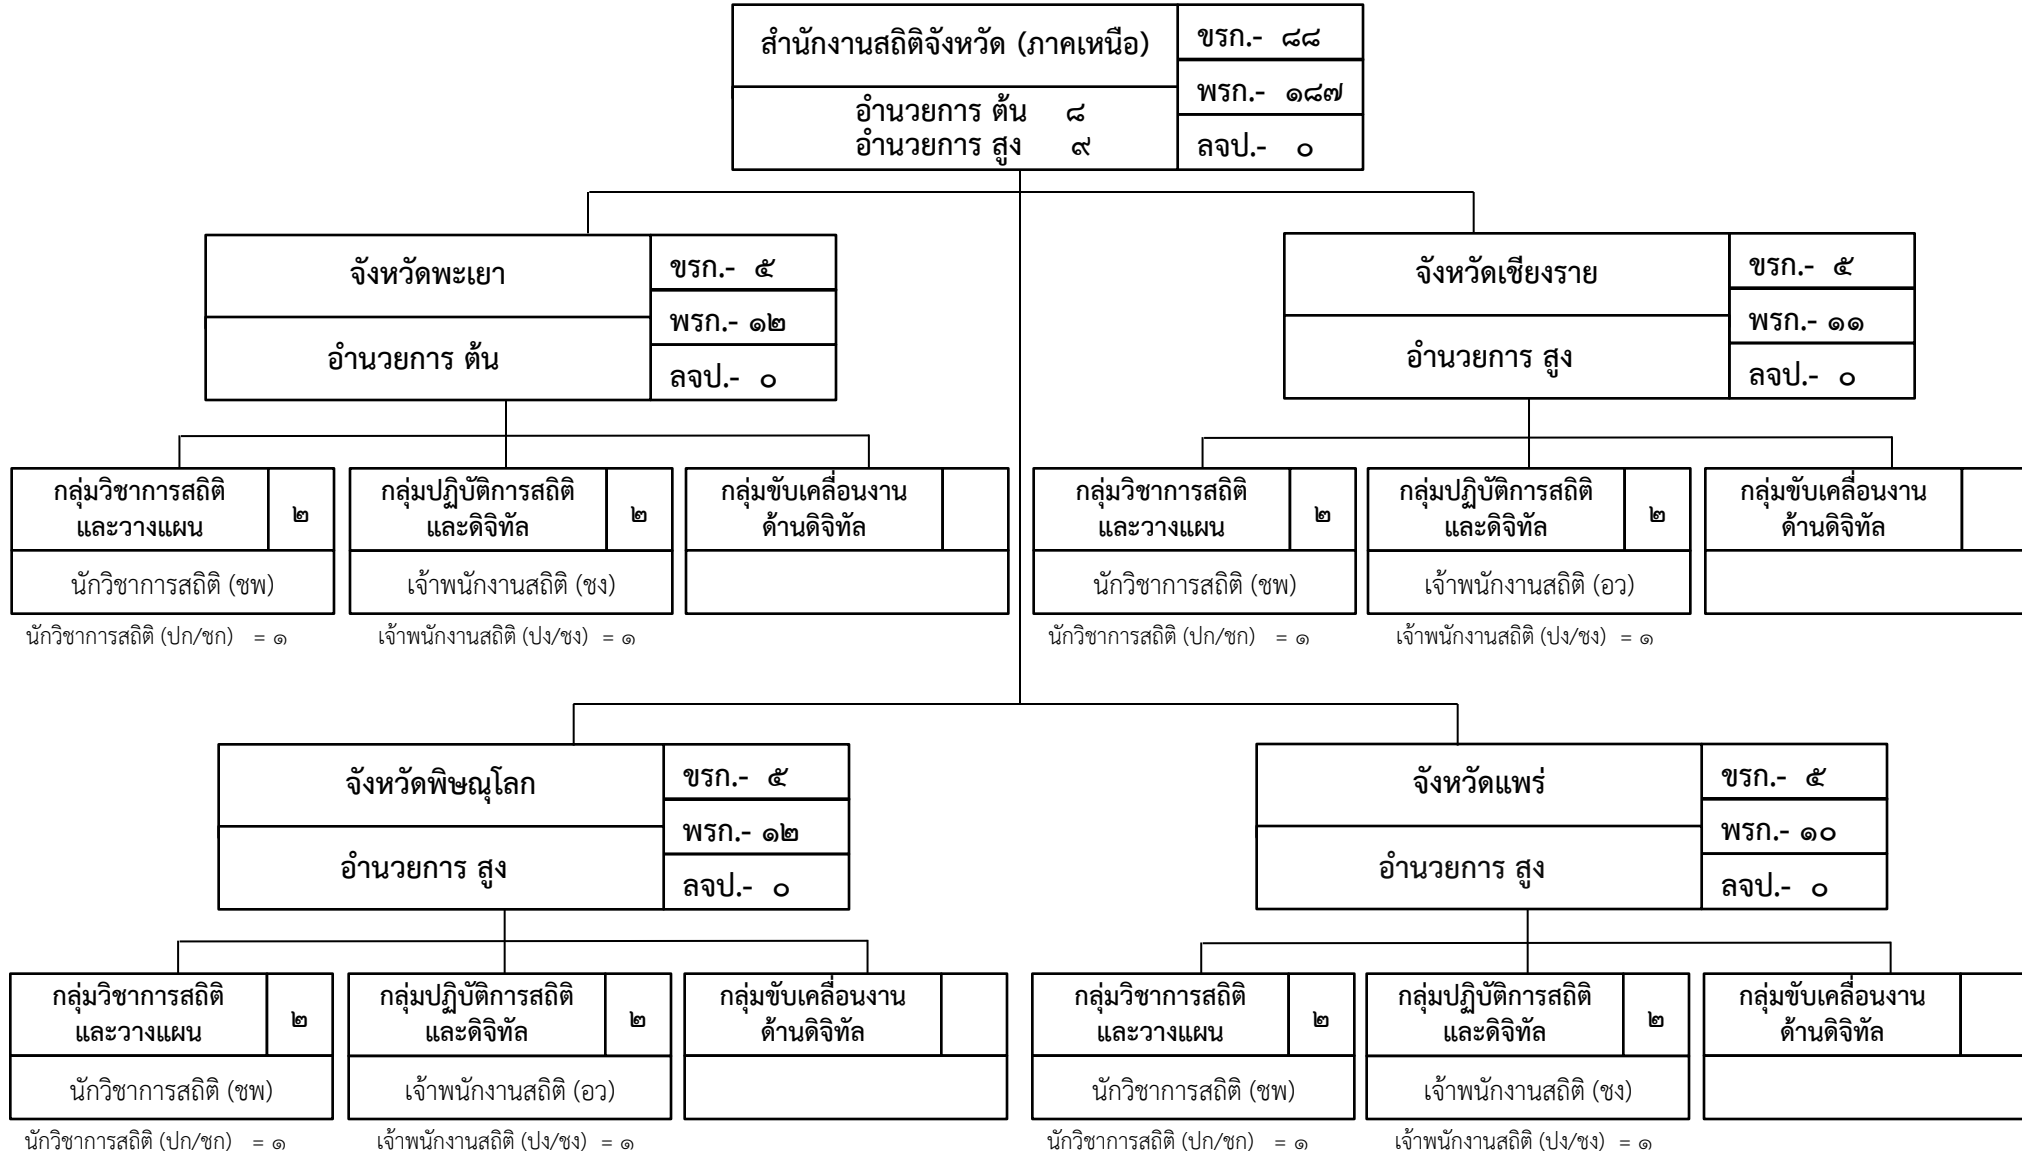 สำนักงานสถิติจังหวัด (ภาคเหนือ)
ขรก.- ๘๘
พรก.- ๑๘๗
อำนวยการ ต้น ๘
อำนวยการ สูง ๙
ลจป.- ๐
จังหวัดพะเยา
ขรก.- ๕
พรก.- ๑๒
อำนวยการ ต้น
ลจป.- ๐
จังหวัดเชียงราย
ขรก.- ๕
พรก.- ๑๑
อำนวยการ สูง
ลจป.- ๐
กลุ่มวิชาการสถิติ
และวางแผน
๒
นักวิชาการสถิติ (ชพ)
นักวิชาการสถิติ (ปก/ชก) = ๑
กลุ่มปฏิบัติการสถิติ
และดิจิทัล
๒
เจ้าพนักงานสถิติ (ชง)
เจ้าพนักงานสถิติ (ปง/ชง) = ๑
กลุ่มขับเคลื่อนงาน
ด้านดิจิทัล
กลุ่มวิชาการสถิติ
และวางแผน
๒
นักวิชาการสถิติ (ชพ)
นักวิชาการสถิติ (ปก/ชก) = ๑
กลุ่มปฏิบัติการสถิติ
และดิจิทัล
๒
เจ้าพนักงานสถิติ (อว)
เจ้าพนักงานสถิติ (ปง/ชง) = ๑
กลุ่มขับเคลื่อนงาน
ด้านดิจิทัล
จังหวัดพิษณุโลก
ขรก.- ๕
พรก.- ๑๒
อำนวยการ สูง
ลจป.- ๐
จังหวัดแพร่
ขรก.- ๕
พรก.- ๑๐
อำนวยการ สูง
ลจป.- ๐
กลุ่มวิชาการสถิติ
และวางแผน
๒
นักวิชาการสถิติ (ชพ)
นักวิชาการสถิติ (ปก/ชก) = ๑
กลุ่มปฏิบัติการสถิติ
และดิจิทัล
๒
เจ้าพนักงานสถิติ (อว)
เจ้าพนักงานสถิติ (ปง/ชง) = ๑
กลุ่มขับเคลื่อนงาน
ด้านดิจิทัล
กลุ่มวิชาการสถิติ
และวางแผน
๒
นักวิชาการสถิติ (ชพ)
นักวิชาการสถิติ (ปก/ชก) = ๑
กลุ่มปฏิบัติการสถิติ
และดิจิทัล
๒
เจ้าพนักงานสถิติ (ชง)
เจ้าพนักงานสถิติ (ปง/ชง) = ๑
กลุ่มขับเคลื่อนงาน
ด้านดิจิทัล